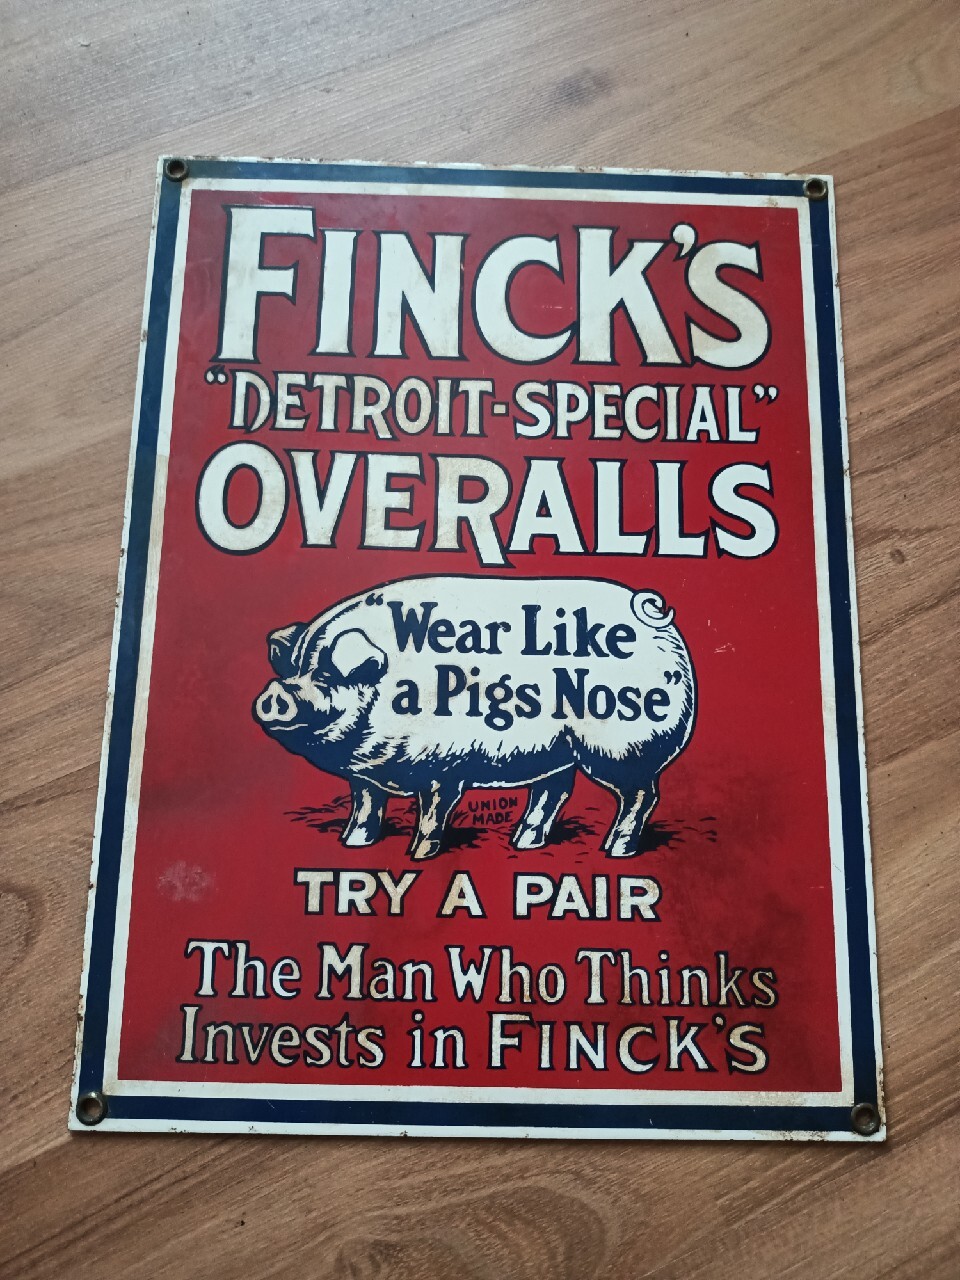 FINCK'S
"DETROIT-SPECIAL"
OVERALLS
"Wear Like
a Pigs Nose"
UNION
MADE
TRY A PAIR
The Man Who Thinks
Invests in FINCK'S